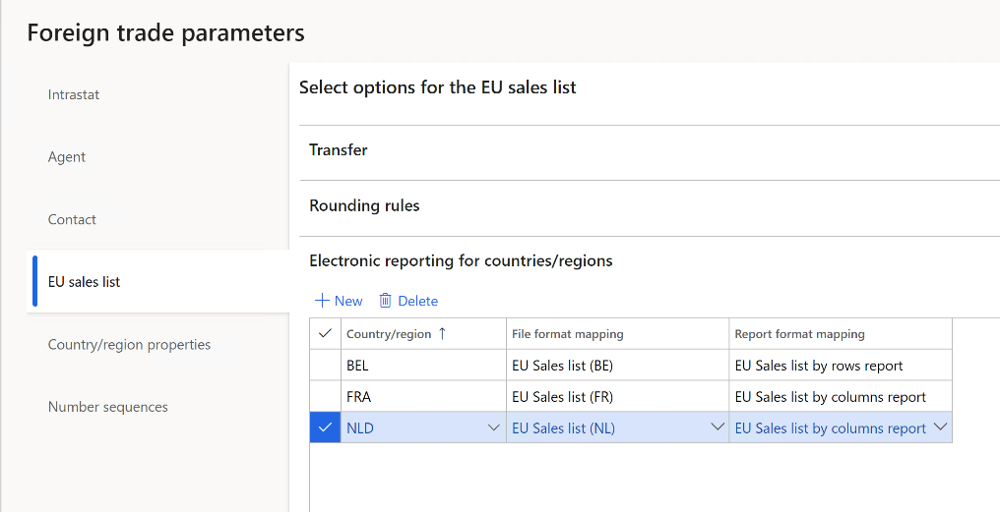 Foreign trade parameters
Intrastat
Agent
Contact
EU sales list
Country/region properties
Number sequences
Select options for the EU sales list
Transfer
Rounding rules
Electronic reporting for countries/regions
New Delete
Country/region ↑ File format mapping Report format mapping
BEL EU Sales list (BE) EU Sales list by rows report
FRA EU Sales list (FR) EU Sales list by columns report
NLD EU Sales list (NL) EU Sales list by columns report